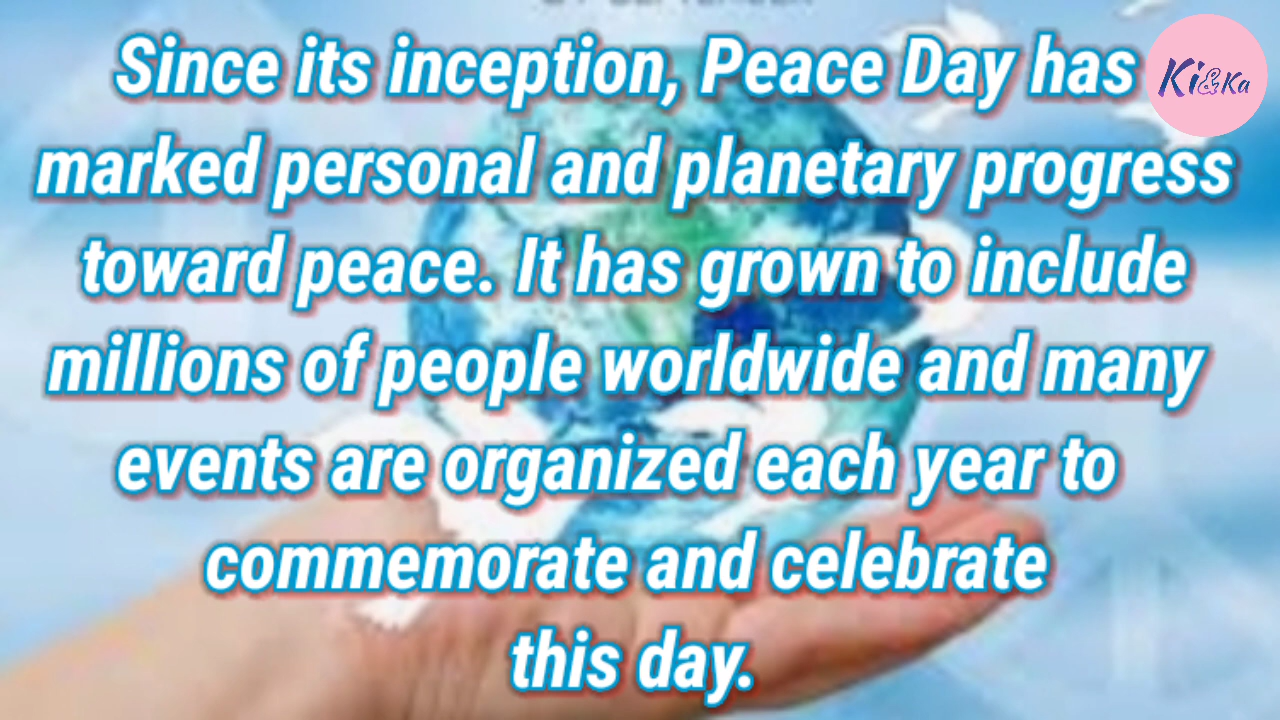 Since its inception, Peace Day has
Ki&Ka
marked personal and planetary progress
toward peace. It has grown to include
millions of people worldwide and many
events are organized each year to
commemorate and celebrate
this day.